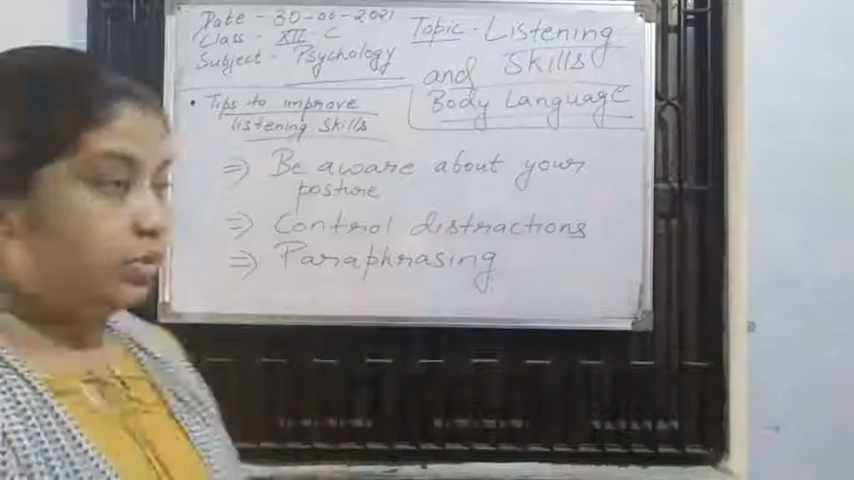 Date - 30-06-2021
Class - XII - C
Subject - Psychology
Topic - Listening
and Skills
Body Language
• Tips to improve
listening skills
⇒ Be aware about your
posture
⇒ Control distractions
⇒ Paraphrasing